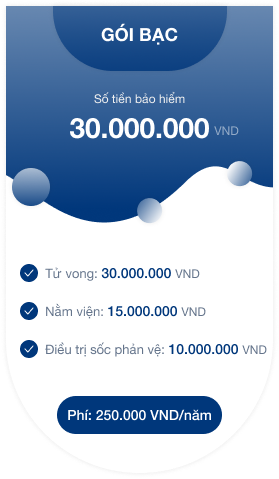 GÓI BẠC
Số tiền bảo hiểm
30.000.000 VND
Tử vong: 30.000.000 VND
Nằm viện: 15.000.000 VND
Điều trị sốc phản vệ: 10.000.000 VND
Phí: 250.000 VND/năm